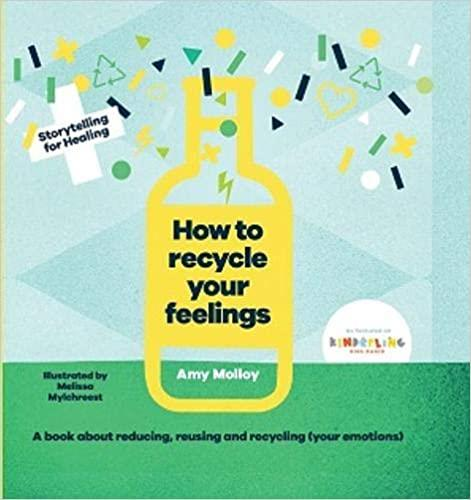 Storytelling
for Healing
How to
recycle
your
feelings
Amy Molloy
AS FEATURED ON
KINDERLING
KIDS RADIO
Illustrated by
Melissa
Mylchreest
A book about reducing, reusing and recycling (your emotions)